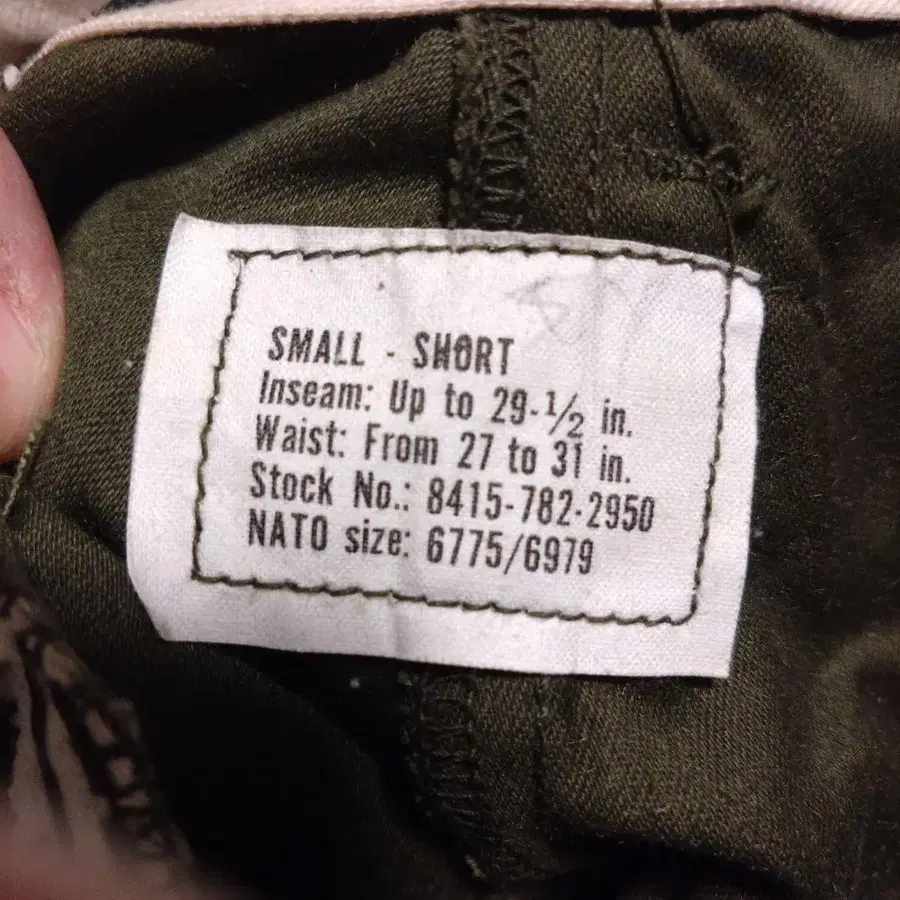 SMALL - SHORT
Inseam: Up to 29-1/2 in.
Waist: From 27 to 31 in.
Stock No.: 8415-782-2950
NATO size: 6775/6979